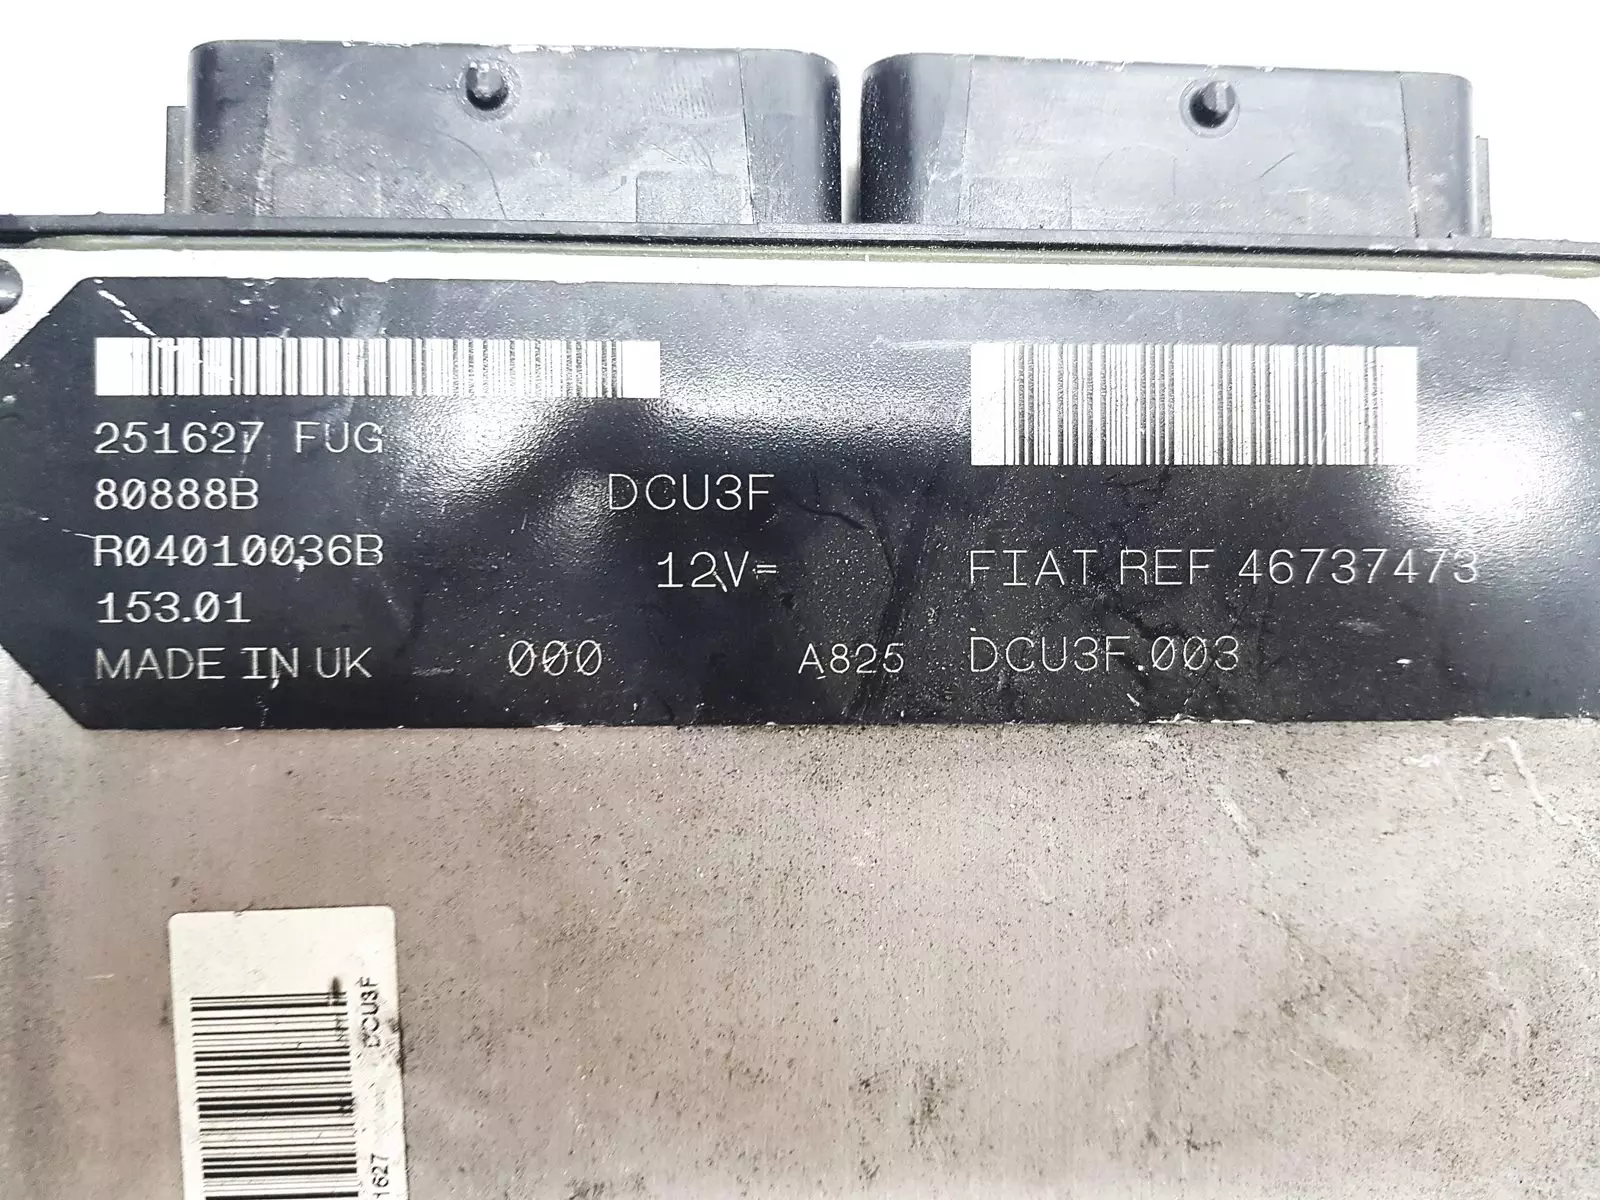 251627 FUG
80888B
R04010036B
153.01
MADE IN UK
000
DCU3F
12V=
A825
FIAT REF 46737473
DCU3F.003
DCU3F
1627